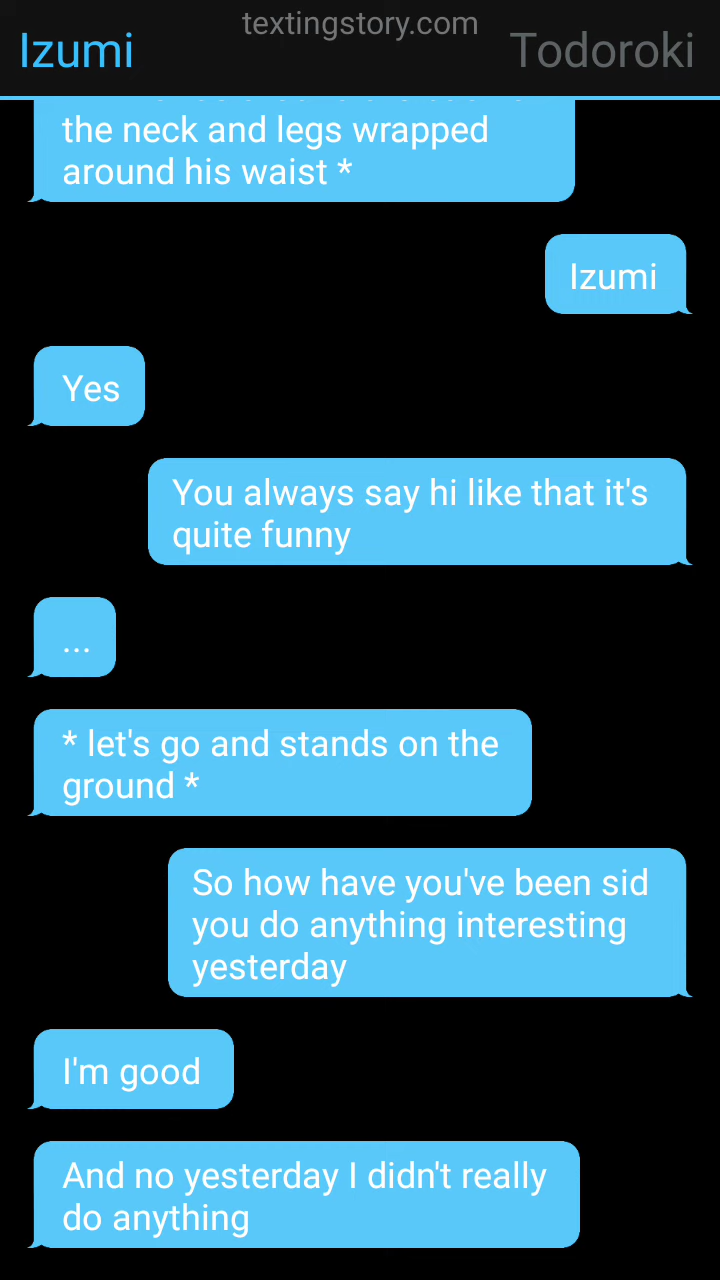 textingstory.com
Izumi
Todoroki
the neck and legs wrapped
around his waist *
Izumi
Yes
You always say hi like that it's
quite funny
...
* let's go and stands on the
ground *
So how have you've been sid
you do anything interesting
yesterday
I'm good
And no yesterday I didn't really
do anything